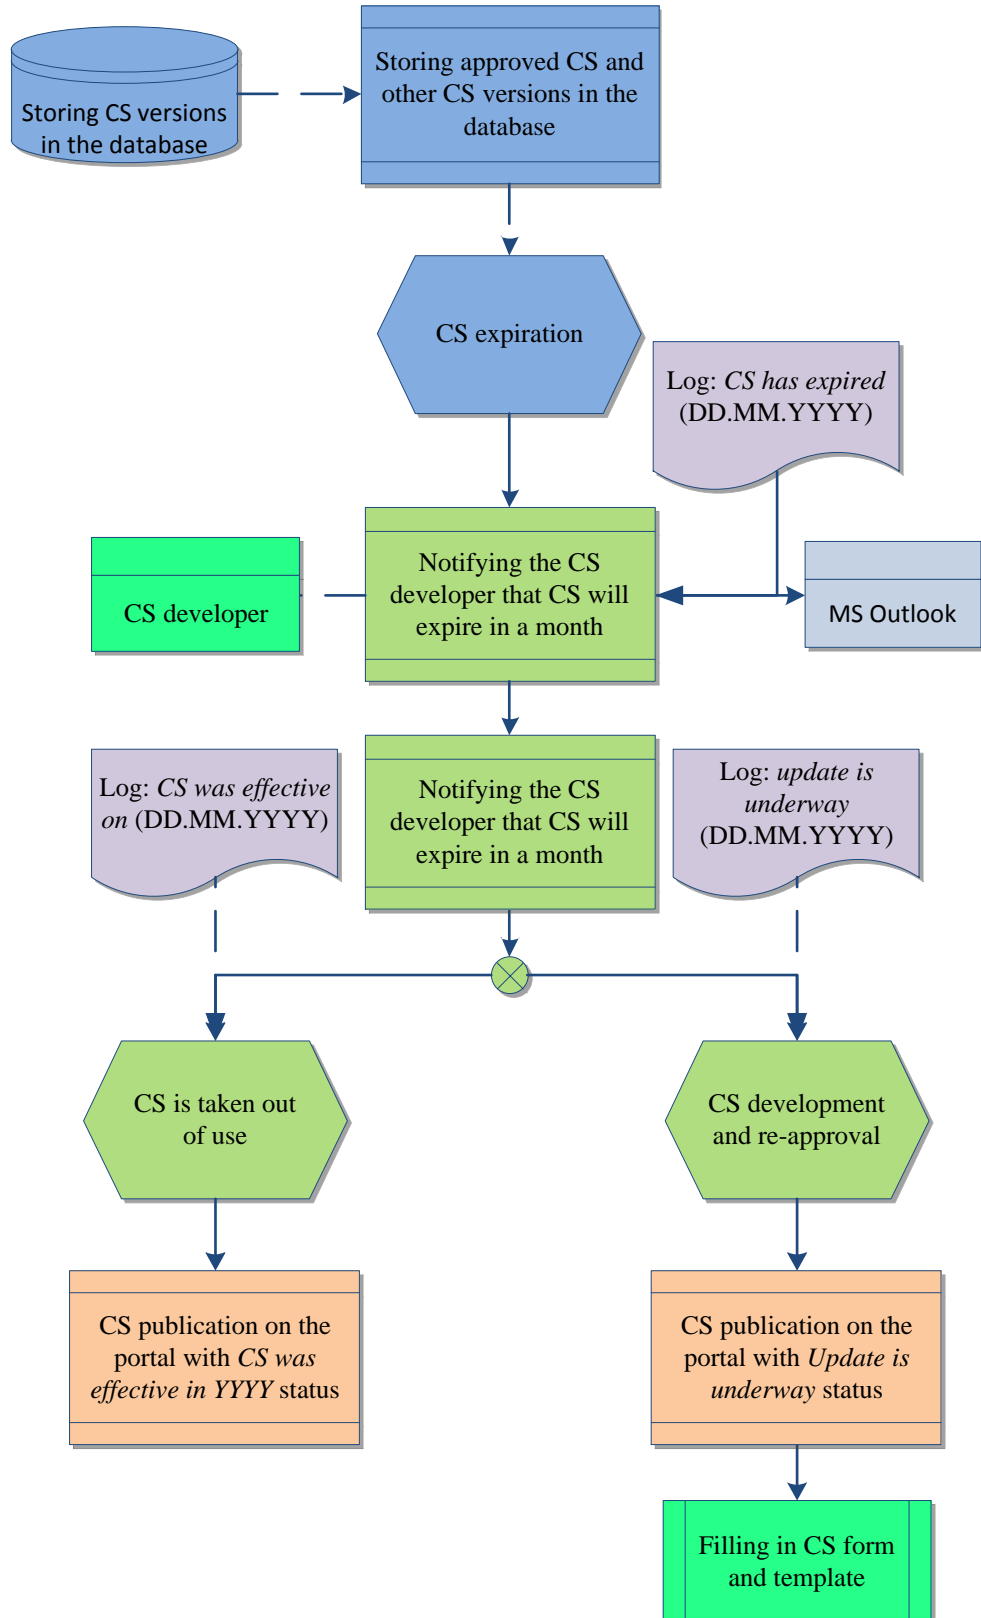 Storing CS versions
in the database
Storing approved CS and
other CS versions in the
database
CS expiration
Log: CS has expired
(DD.MM.YYYY)
CS developer
Notifying the CS
developer that CS will
expire in a month
MS Outlook
Log: CS was effective
on (DD.MM.YYYY)
Notifying the CS
developer that CS will
expire in a month
Log: update is
underway
(DD.MM.YYYY)
CS is taken out
of use
CS development
and re-approval
CS publication on the
portal with CS was
effective in YYYY status
CS publication on the
portal with Update is
underway status
Filling in CS form
and template